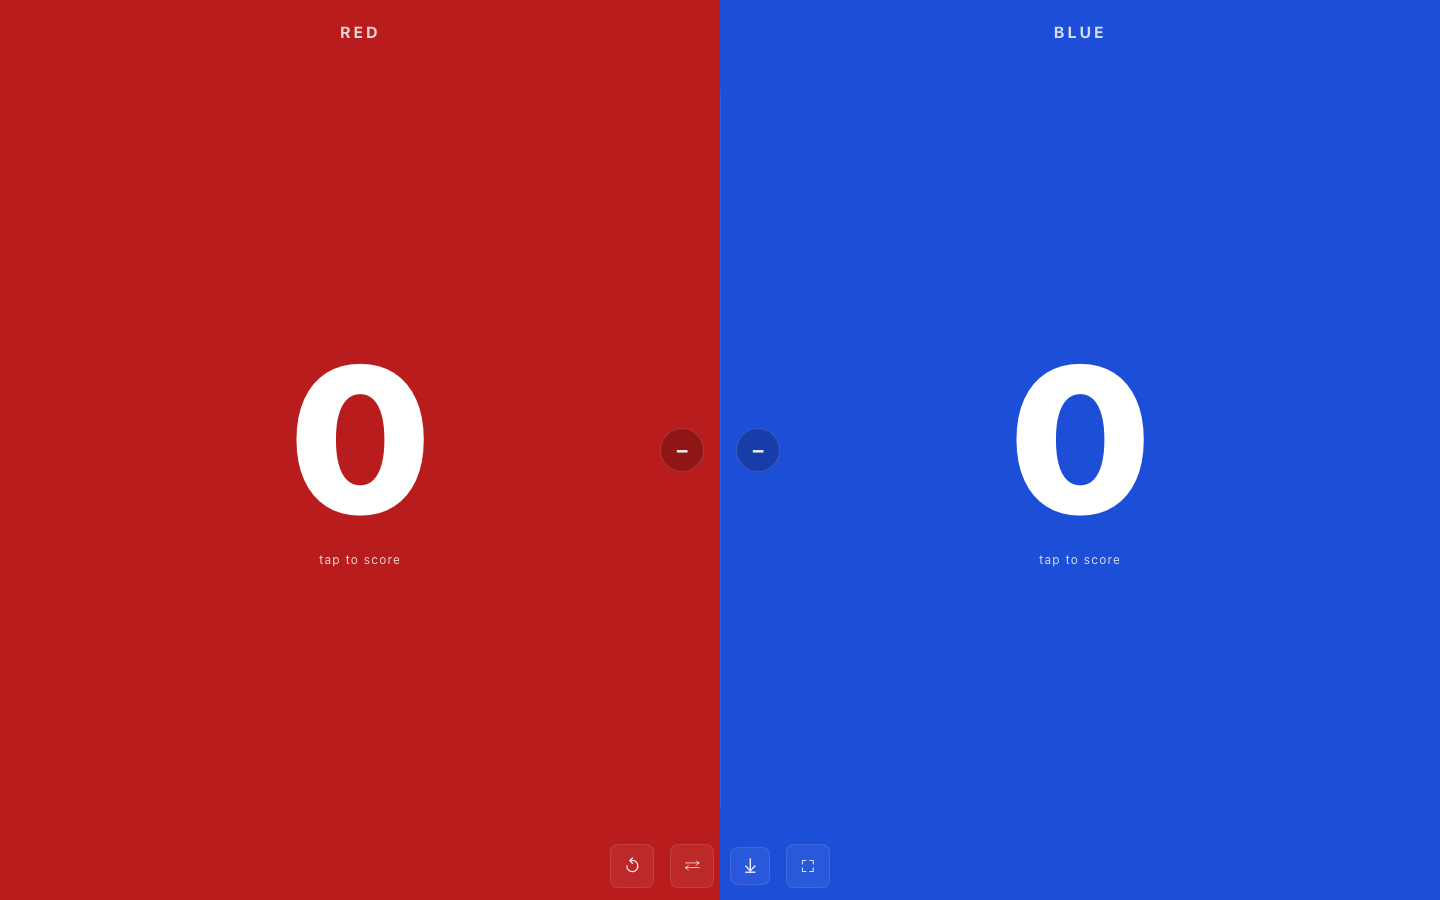 RED
BLUE
0
0
–
–
tap to score
tap to score